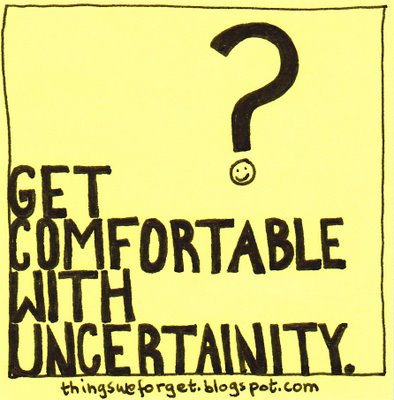 ?
GET
COMFORTABLE
WITH
UNCERTAINITY.
thingsweforget.blogspot.com